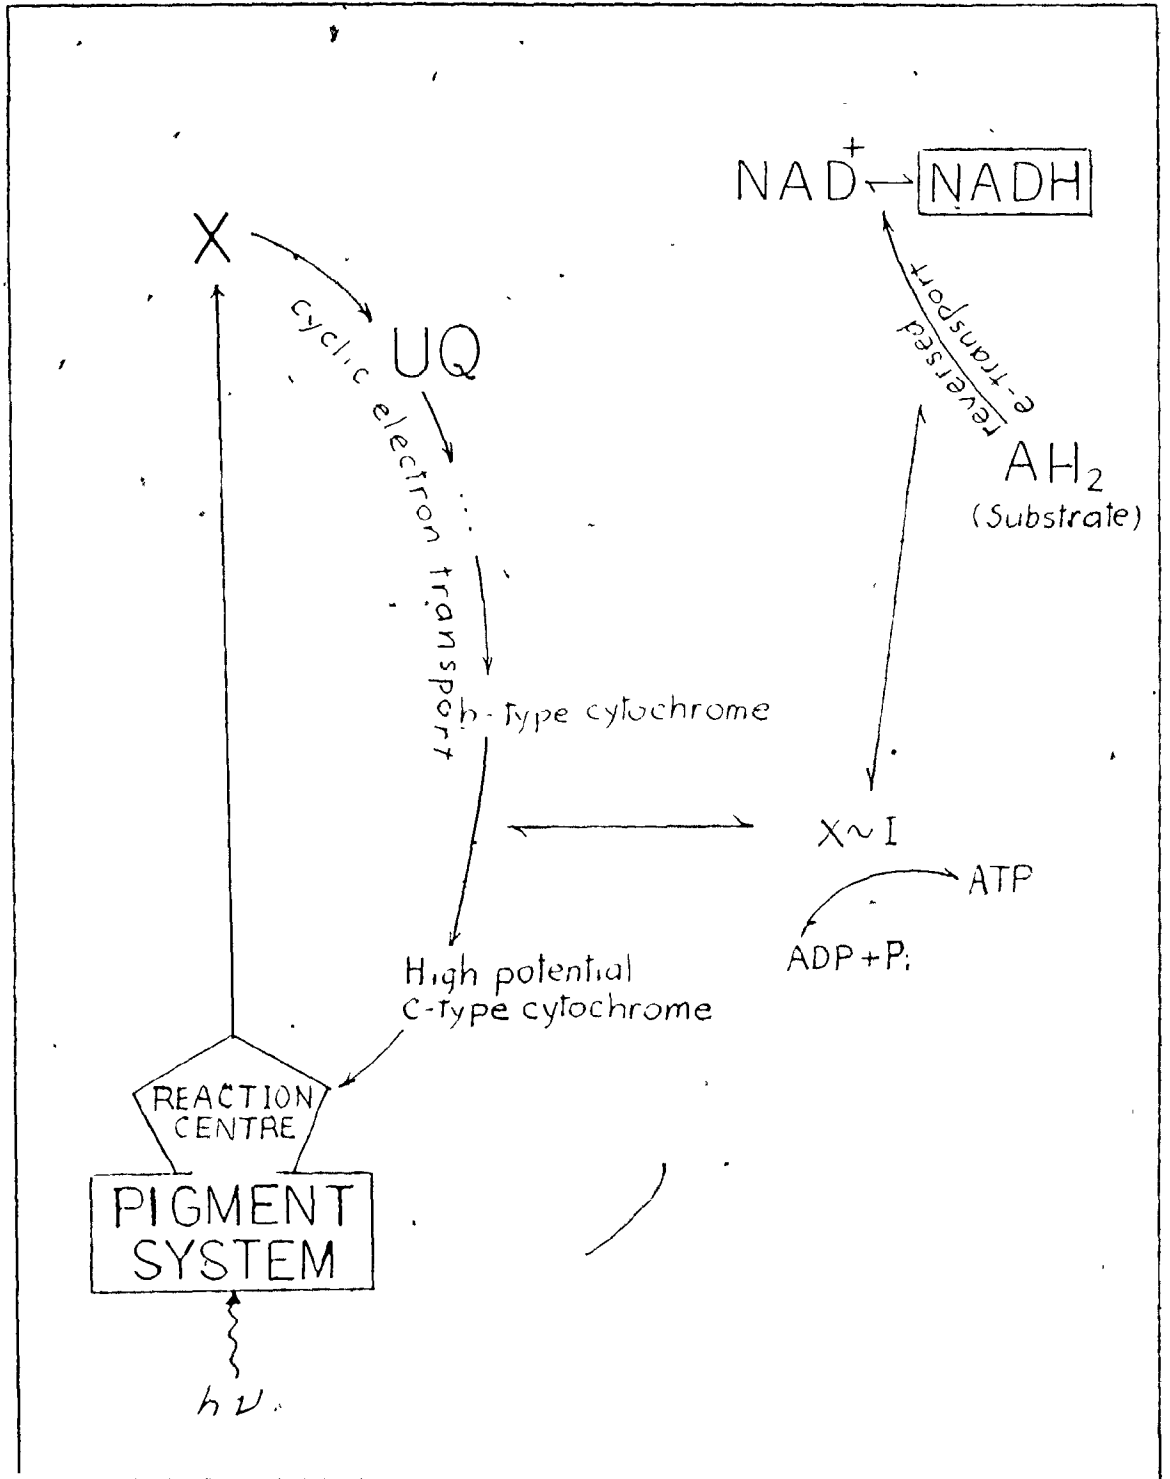 NAD+ ⇌ NADH
X
cyclic electron transport
UQ
reversed
e-transport
AH2
(Substrate)
...
b-type cytochrome
X~I
ATP
ADP+Pi
High potential
c-type cytochrome
REACTION
CENTRE
PIGMENT
SYSTEM
hν